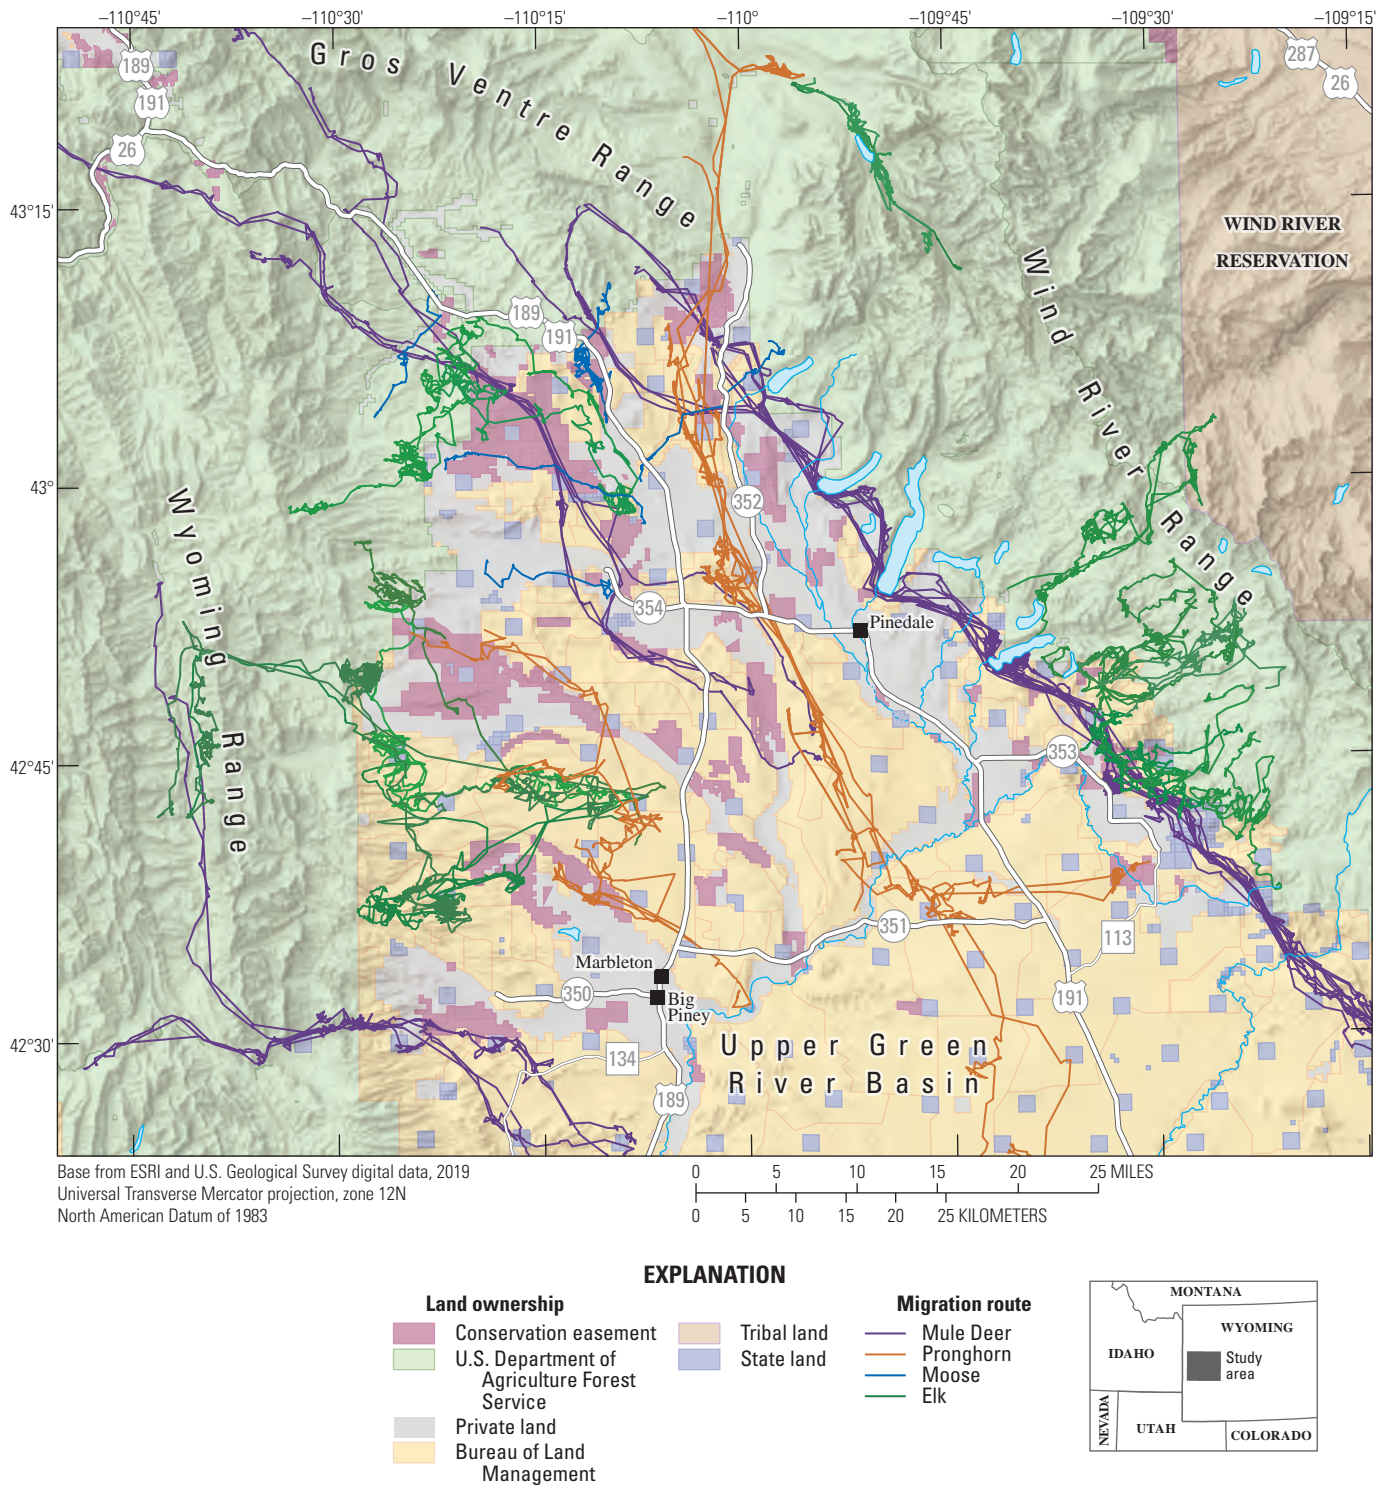 −110°45' −110°30' −110°15' −110° −109°45' −109°30' −109°15'
43°15'
43°
42°45'
42°30'
189
191
26
287
26
Gros Ventre Range
WIND RIVER
RESERVATION
Wind River Range
189
191
352
Wyoming Range
354
Pinedale
353
351
113
Marbleton
350
Big
Piney
191
134
Upper Green
River Basin
189
Base from ESRI and U.S. Geological Survey digital data, 2019
Universal Transverse Mercator projection, zone 12N
North American Datum of 1983
0 5 10 15 20 25 MILES
0 5 10 15 20 25 KILOMETERS
EXPLANATION
Land ownership
Conservation easement
U.S. Department of
Agriculture Forest
Service
Private land
Bureau of Land
Management
Tribal land
State land
Migration route
Mule Deer
Pronghorn
Moose
Elk
MONTANA
WYOMING
IDAHO
Study
area
NEVADA
UTAH
COLORADO